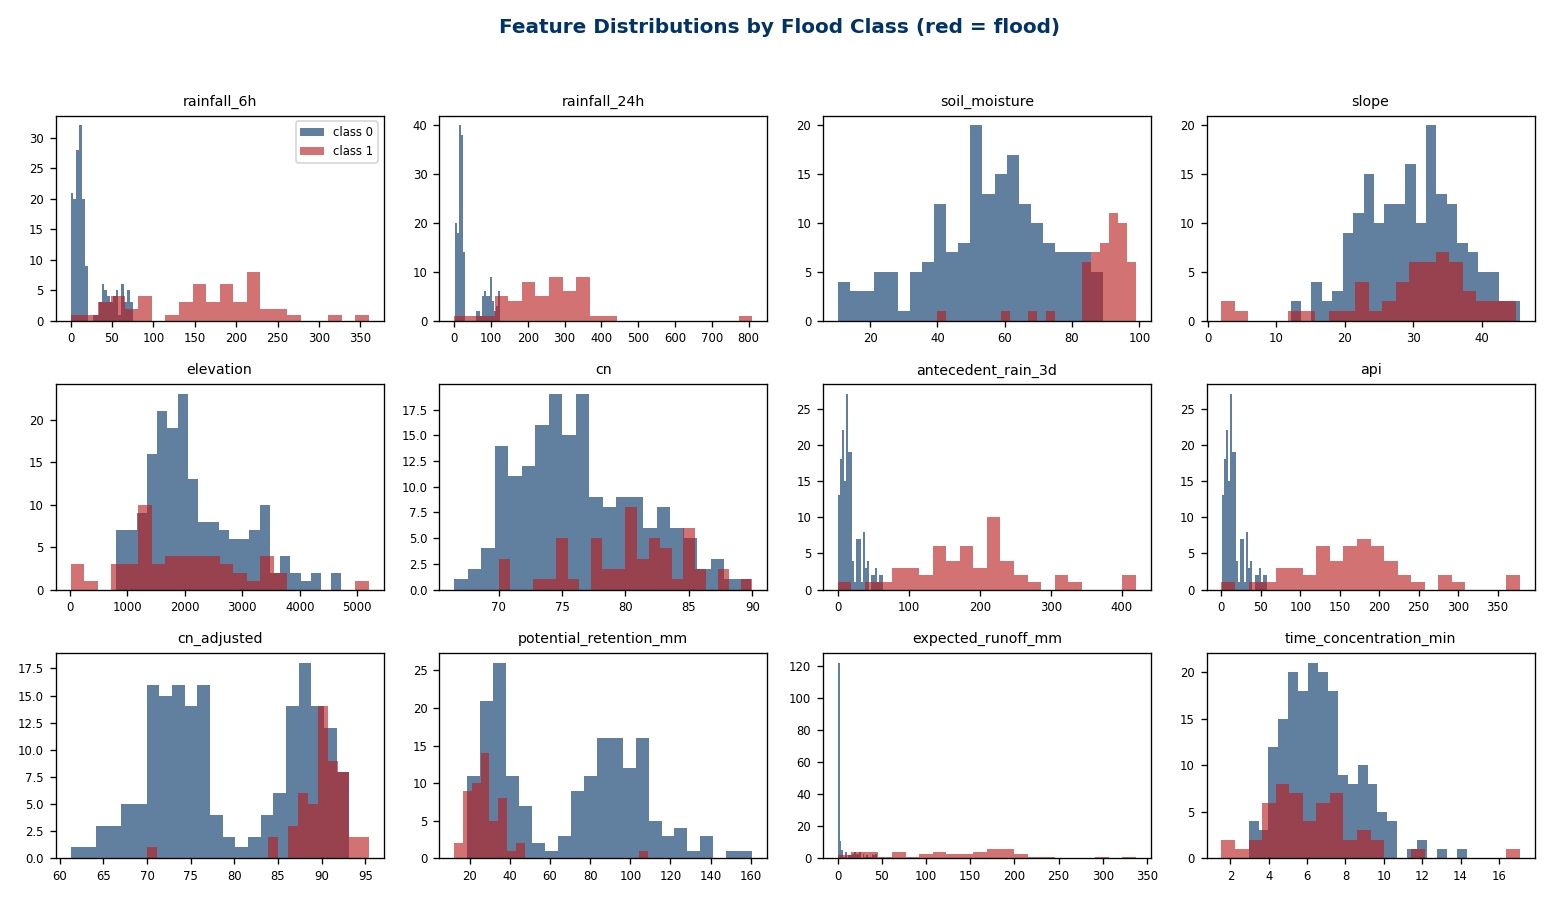 Feature Distributions by Flood Class (red = flood)
rainfall_6h
rainfall_24h
soil_moisture
slope
class 0
class 1
0 5 10 15 20 25 30
0 50 100 150 200 250 300 350
0 10 20 30 40
0 100 200 300 400 500 600 700 800
0 5 10 15 20
20 40 60 80 100
0 5 10 15 20
0 10 20 30 40
elevation
cn
antecedent_rain_3d
api
0 5 10 15 20
0 1000 2000 3000 4000 5000
0.0 2.5 5.0 7.5 10.0 12.5 15.0 17.5
70 75 80 85 90
0 5 10 15 20 25
0 100 200 300 400
0 5 10 15 20 25
0 50 100 150 200 250 300 350
cn_adjusted
potential_retention_mm
expected_runoff_mm
time_concentration_min
0.0 2.5 5.0 7.5 10.0 12.5 15.0 17.5
60 65 70 75 80 85 90 95
0 5 10 15 20 25
20 40 60 80 100 120 140 160
0 20 40 60 80 100 120
0 50 100 150 200 250 300 350
0 5 10 15 20
2 4 6 8 10 12 14 16